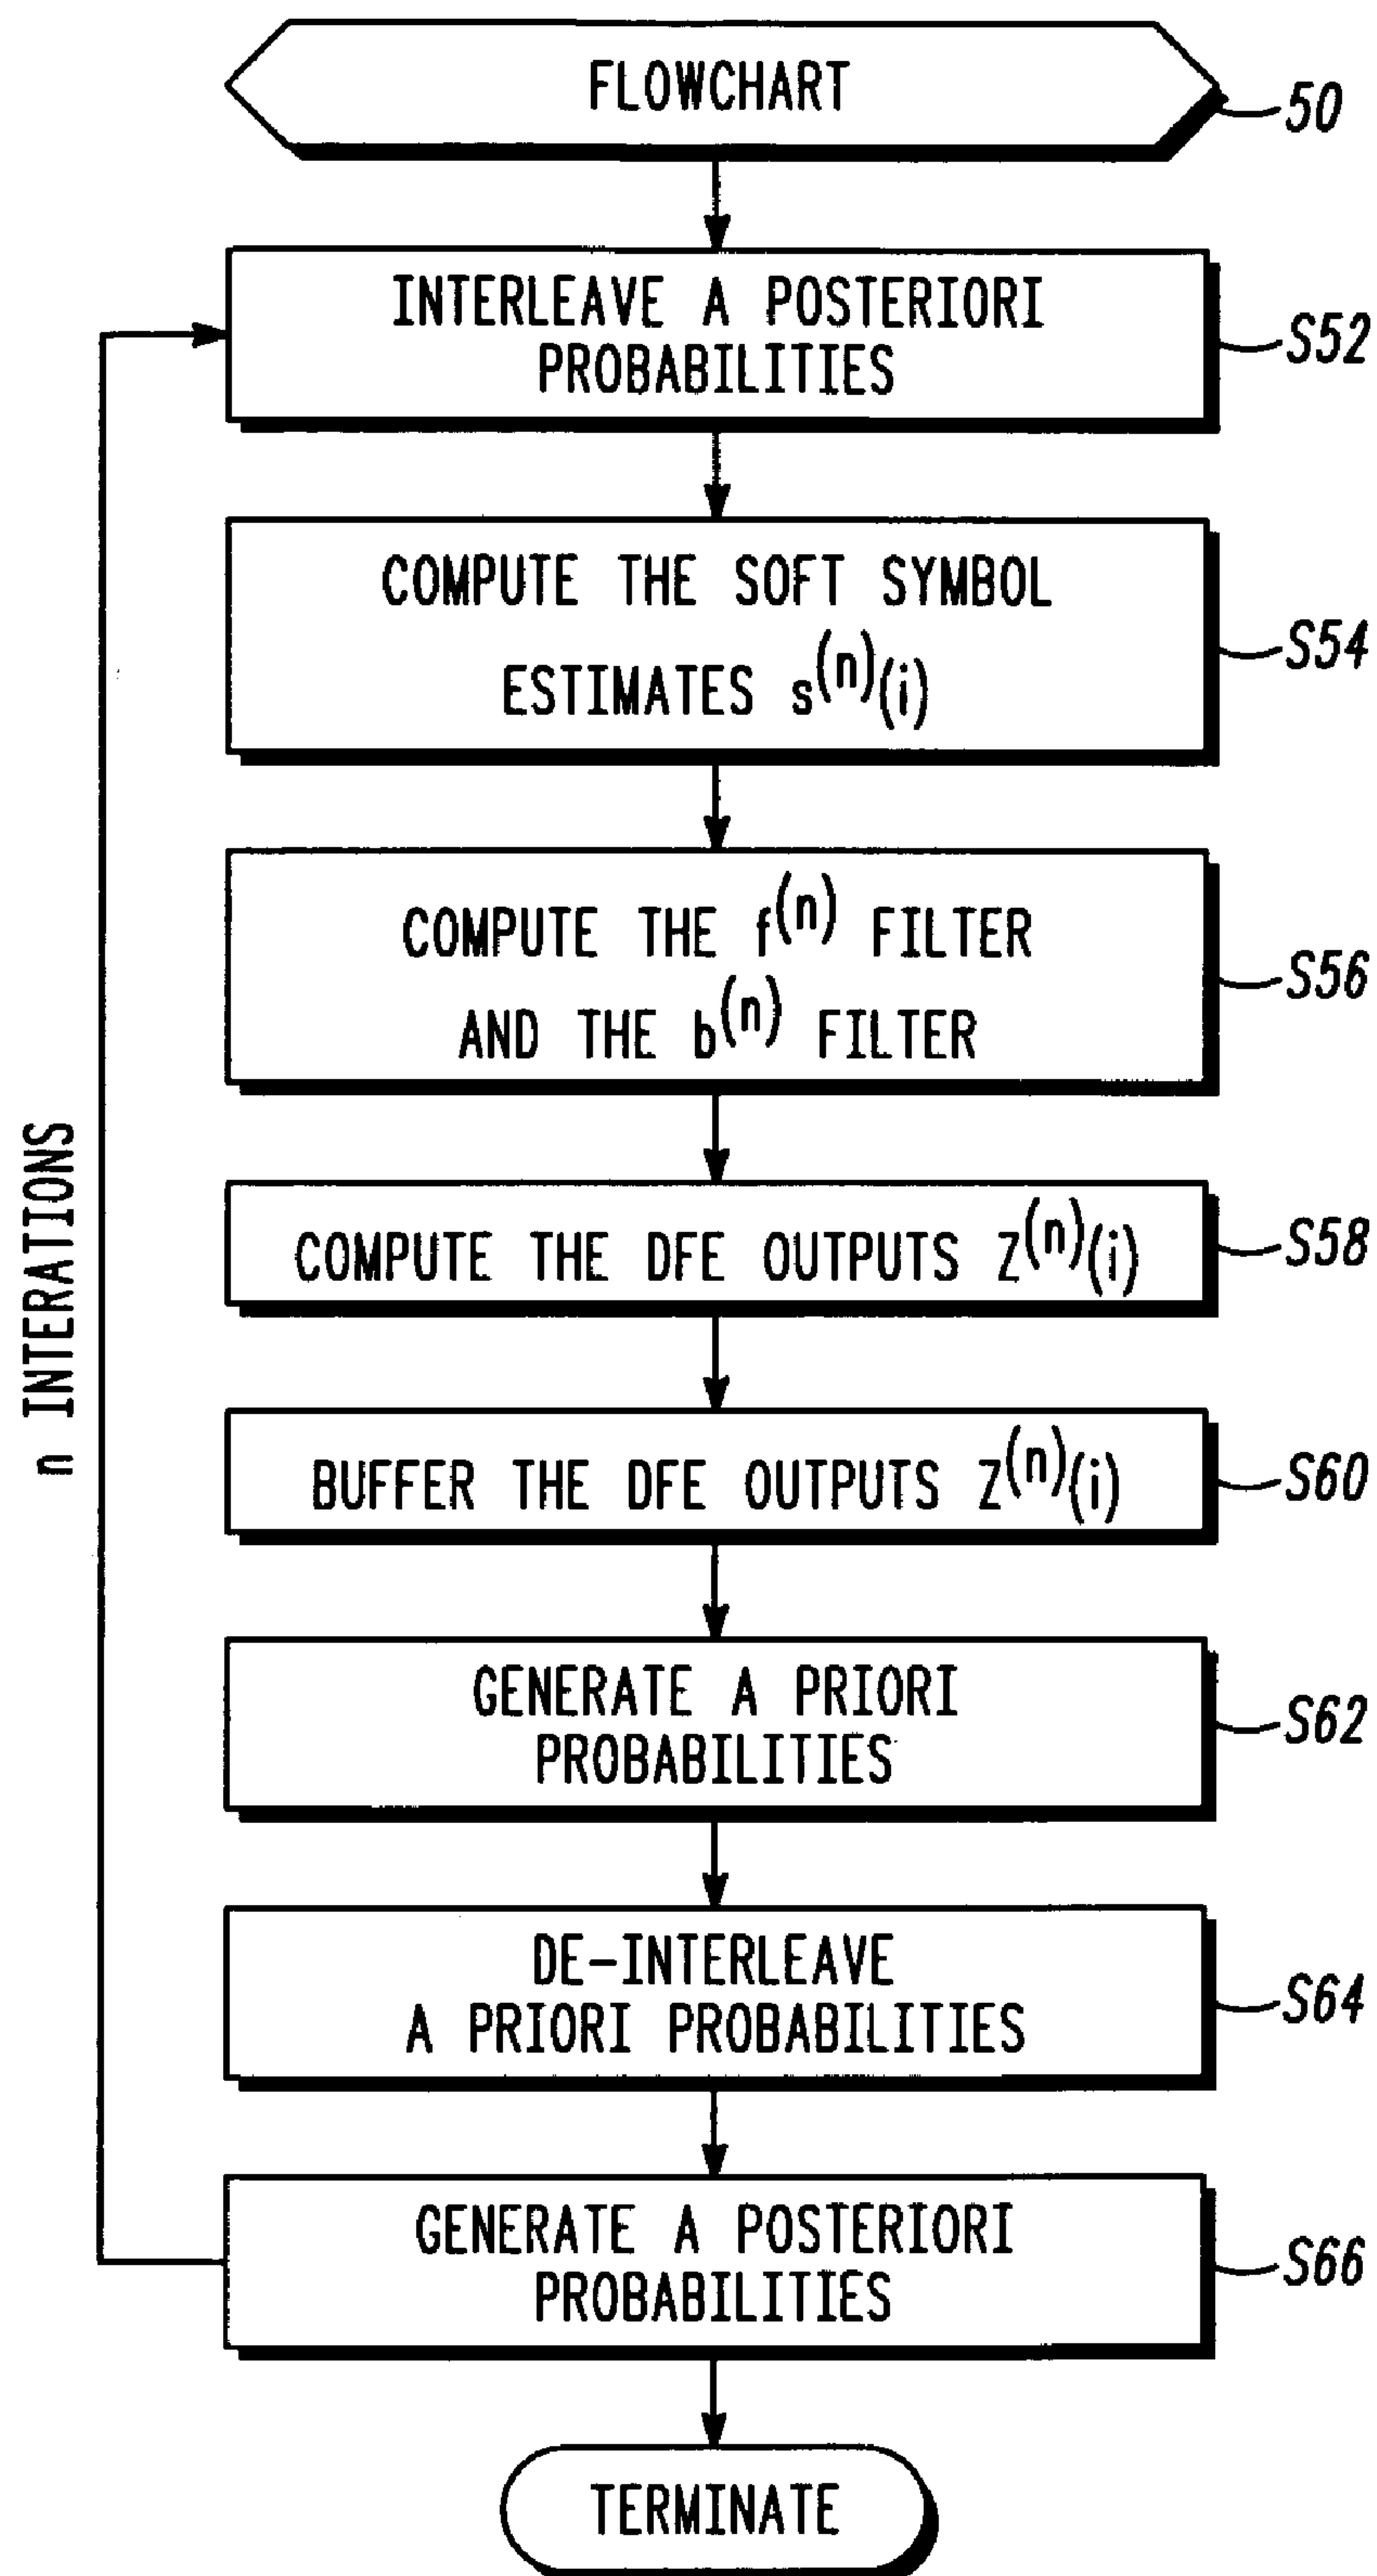 FLOWCHART
50
INTERLEAVE A POSTERIORI
PROBABILITIES
S52
COMPUTE THE SOFT SYMBOL
ESTIMATES s^(n)(i)
S54
COMPUTE THE f^(n) FILTER
AND THE b^(n) FILTER
S56
n INTERATIONS
COMPUTE THE DFE OUTPUTS Z^(n)(i)
S58
BUFFER THE DFE OUTPUTS Z^(n)(i)
S60
GENERATE A PRIORI
PROBABILITIES
S62
DE-INTERLEAVE
A PRIORI PROBABILITIES
S64
GENERATE A POSTERIORI
PROBABILITIES
S66
TERMINATE